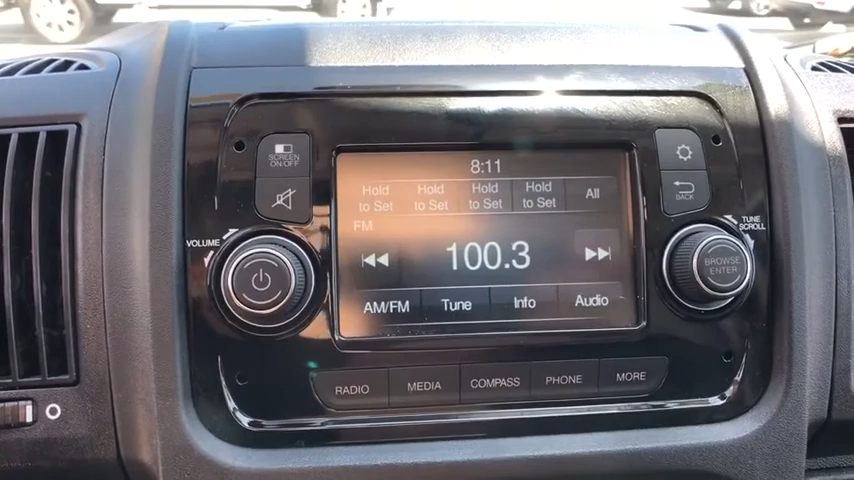 8:11
SCREEN
ON/OFF
Hold
to Set
Hold
to Set
Hold
to Set
Hold
to Set
All
BACK
FM
VOLUME
TUNE
SCROLL
100.3
BROWSE
ENTER
AM/FM
Tune
Info
Audio
RADIO
MEDIA
COMPASS
PHONE
MORE